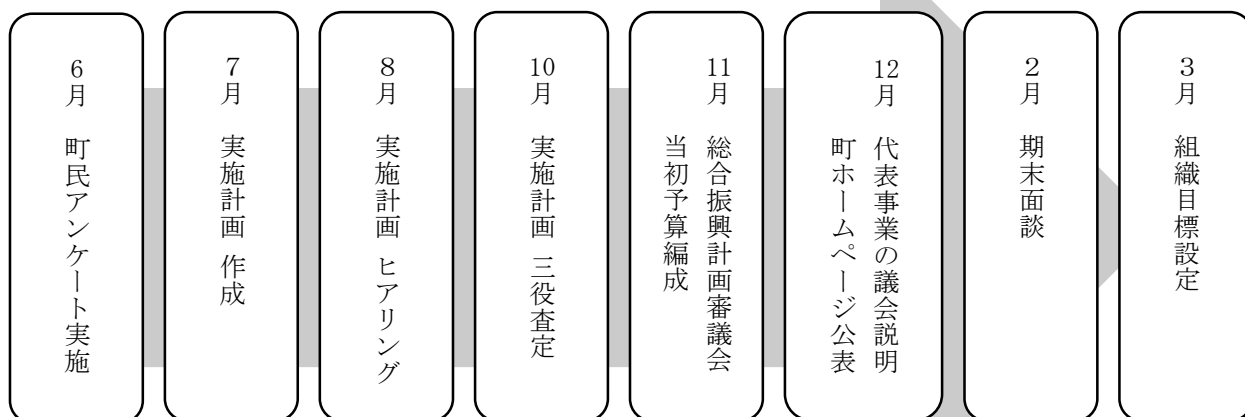 6月 町民アンケート実施
7月 実施計画 作成
8月 実施計画 ヒアリング
10月 実施計画 三役査定
11月 総合振興計画審議会
当初予算編成
12月 代表事業の議会説明
町ホームページ公表
2月 期末面談
3月 組織目標設定